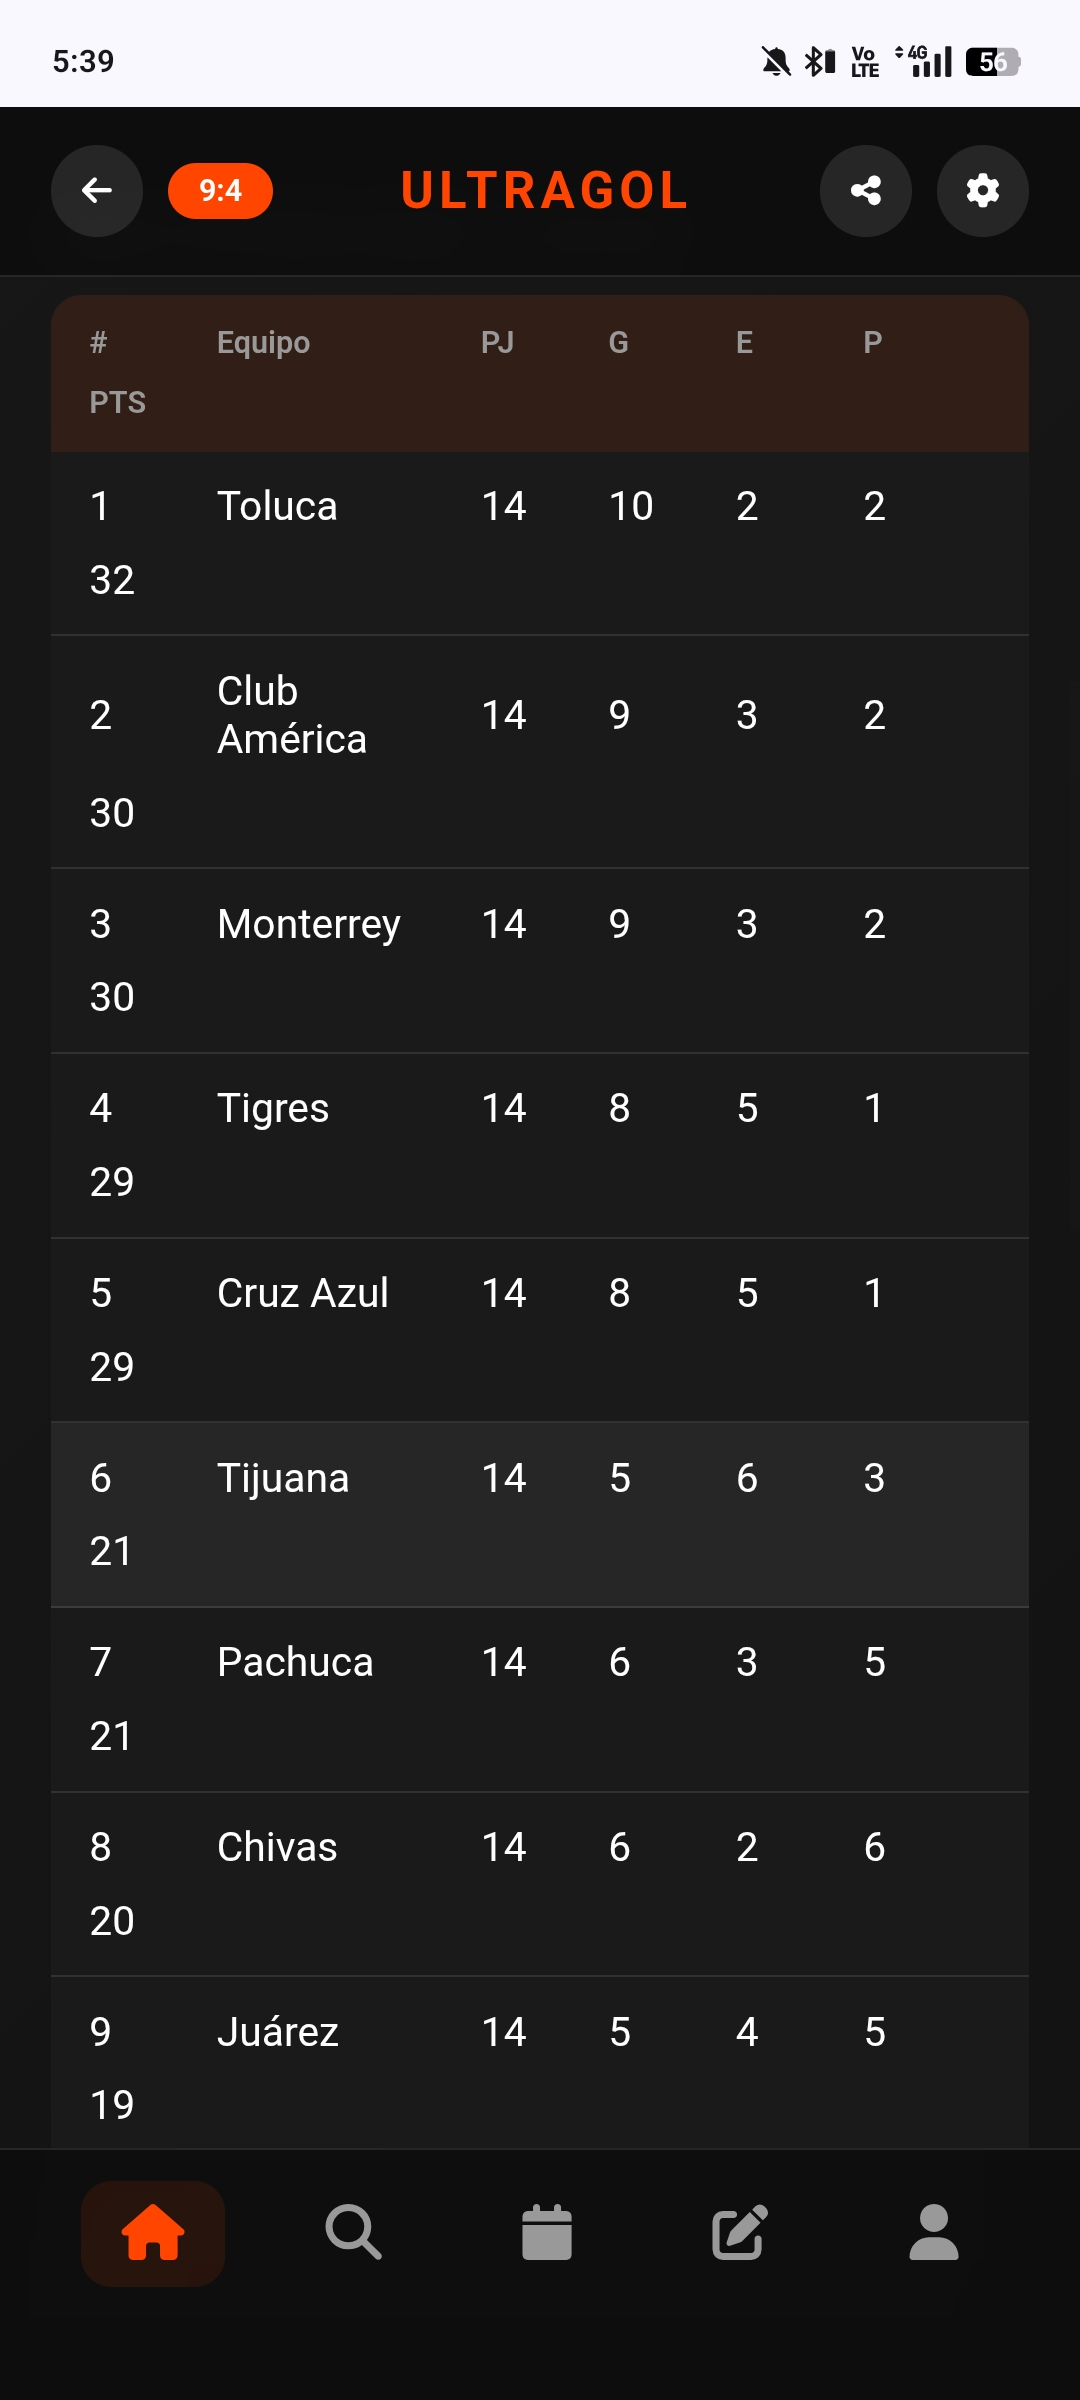 5:39
Vo LTE
4G
56
9:4
ULTRAGOL
# Equipo PJ G E P
PTS
1 Toluca 14 10 2 2
32
2 Club América 14 9 3 2
30
3 Monterrey 14 9 3 2
30
4 Tigres 14 8 5 1
29
5 Cruz Azul 14 8 5 1
29
6 Tijuana 14 5 6 3
21
7 Pachuca 14 6 3 5
21
8 Chivas 14 6 2 6
20
9 Juárez 14 5 4 5
19